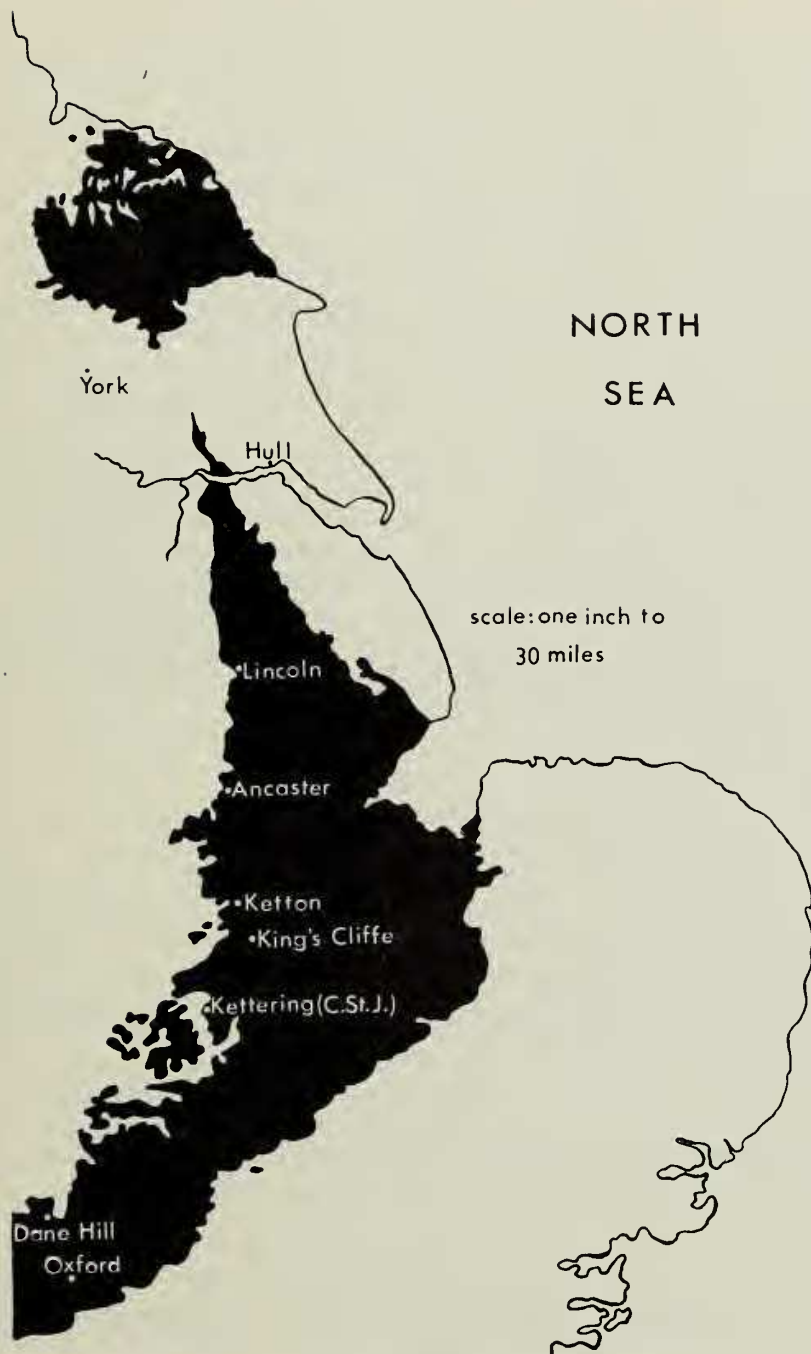 NORTH
SEA
York
Hull
scale: one inch to
30 miles
Lincoln
Ancaster
Ketton
King's Cliffe
Kettering (C.St.J.)
Dane Hill
Oxford